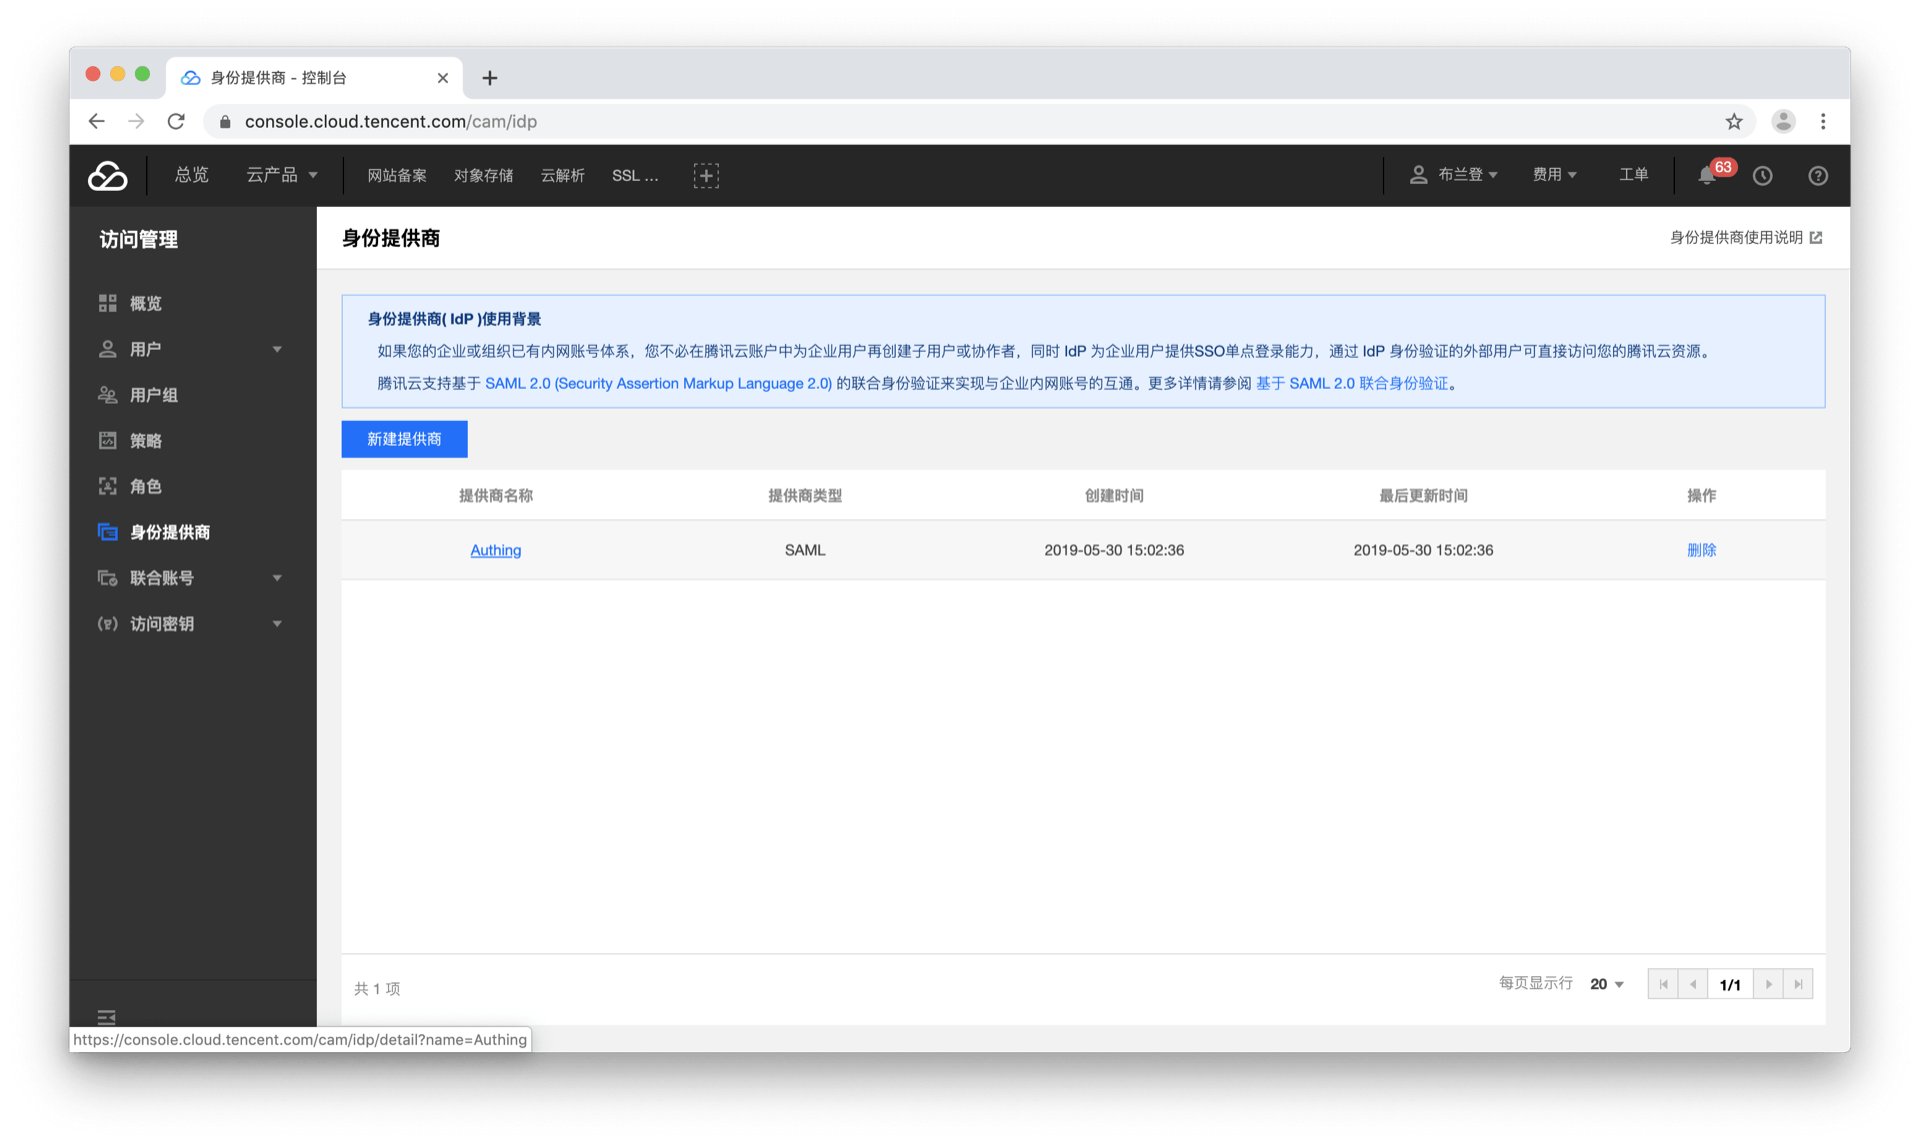 身份提供商 - 控制台
console.cloud.tencent.com/cam/idp
总览 云产品 网站备案 对象存储 云解析 SSL ... 布兰登 费用 工单 63
访问管理
概览
用户
用户组
策略
角色
身份提供商
联合账号
访问密钥
身份提供商 身份提供商使用说明
身份提供商( IdP )使用背景
如果您的企业或组织已有内网账号体系，您不必在腾讯云账户中为企业用户再创建子用户或协作者，同时 IdP 为企业用户提供SSO单点登录能力，通过 IdP 身份验证的外部用户可直接访问您的腾讯云资源。
腾讯云支持基于 SAML 2.0 (Security Assertion Markup Language 2.0) 的联合身份验证来实现与企业内网账号的互通。更多详情请参阅 基于 SAML 2.0 联合身份验证。
新建提供商
提供商名称 提供商类型 创建时间 最后更新时间 操作
Authing SAML 2019-05-30 15:02:36 2019-05-30 15:02:36 删除
共 1 项 每页显示行 20 1/1
https://console.cloud.tencent.com/cam/idp/detail?name=Authing